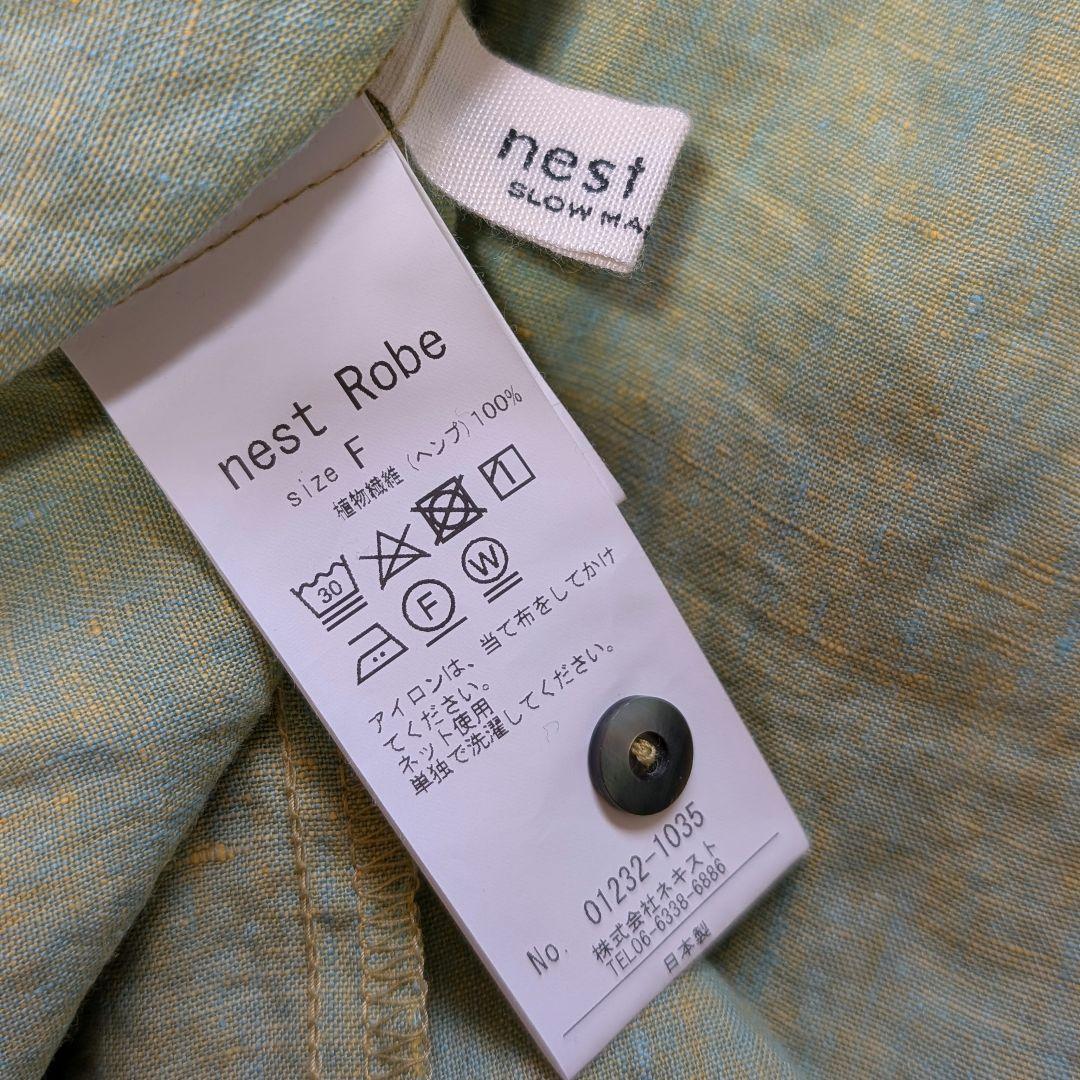 nest
SLOW MA
nest Robe
size F
植物繊維 (ヘンプ) 100%
30
1
F
W
アイロンは、当て布をしてかけ
てください。
ネット使用
単独で洗濯してください。
No. 01232-1035
株式会社ネキスト
TEL06-6338-6886
日本製